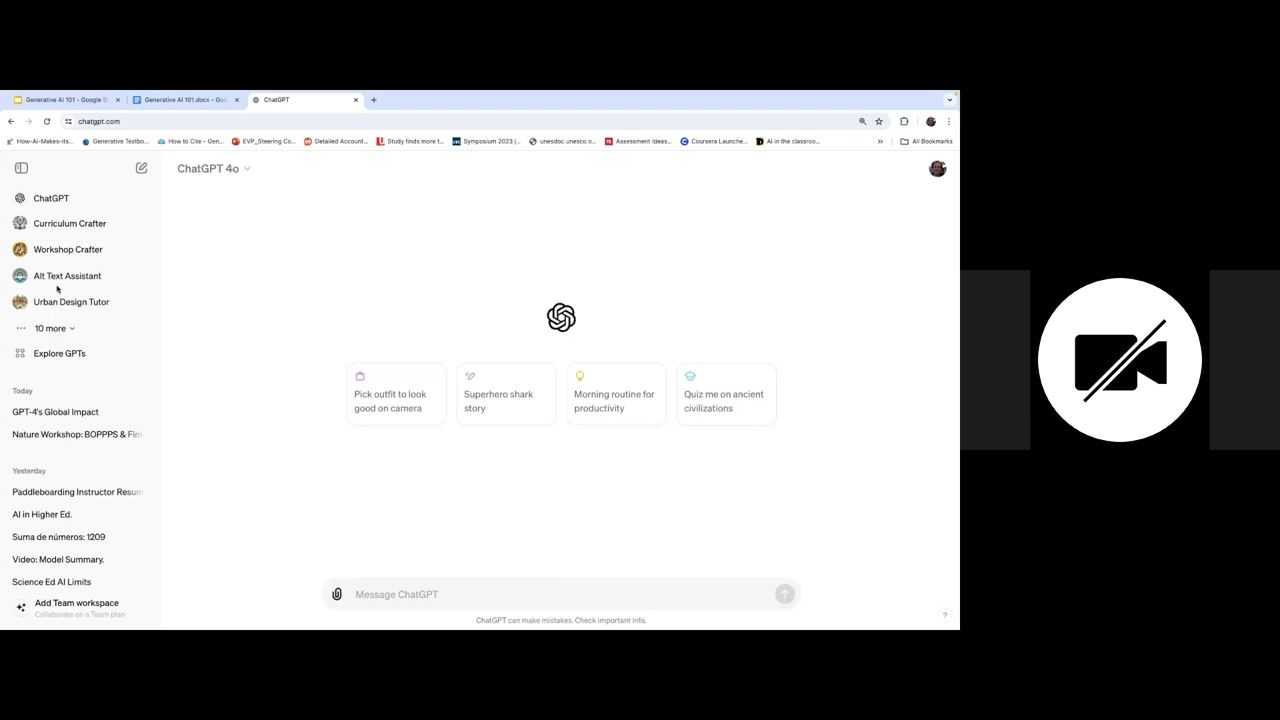 Generative AI 101 - Google S
Generative AI 101.docx - Goo
ChatGPT
chatgpt.com
How-AI-Makes-Its...
Generative Textbo...
How to Cite - Gen...
EVP_Steering Co...
Detailed Account...
Study finds more t...
Symposium 2023 |...
unesdoc.unesco.o...
Assessment Ideas...
Coursera Launche...
AI in the classroo...
All Bookmarks
ChatGPT 4o
ChatGPT
Curriculum Crafter
Workshop Crafter
Alt Text Assistant
Urban Design Tutor
10 more
Explore GPTs
Today
GPT-4's Global Impact
Nature Workshop: BOPPPS & Fink
Yesterday
Paddleboarding Instructor Resum
AI in Higher Ed.
Suma de números: 1209
Video: Model Summary.
Science Ed AI Limits
Add Team workspace
Collaborate on a Team plan
Pick outfit to look
good on camera
Superhero shark
story
Morning routine for
productivity
Quiz me on ancient
civilizations
Message ChatGPT
ChatGPT can make mistakes. Check important info.
?